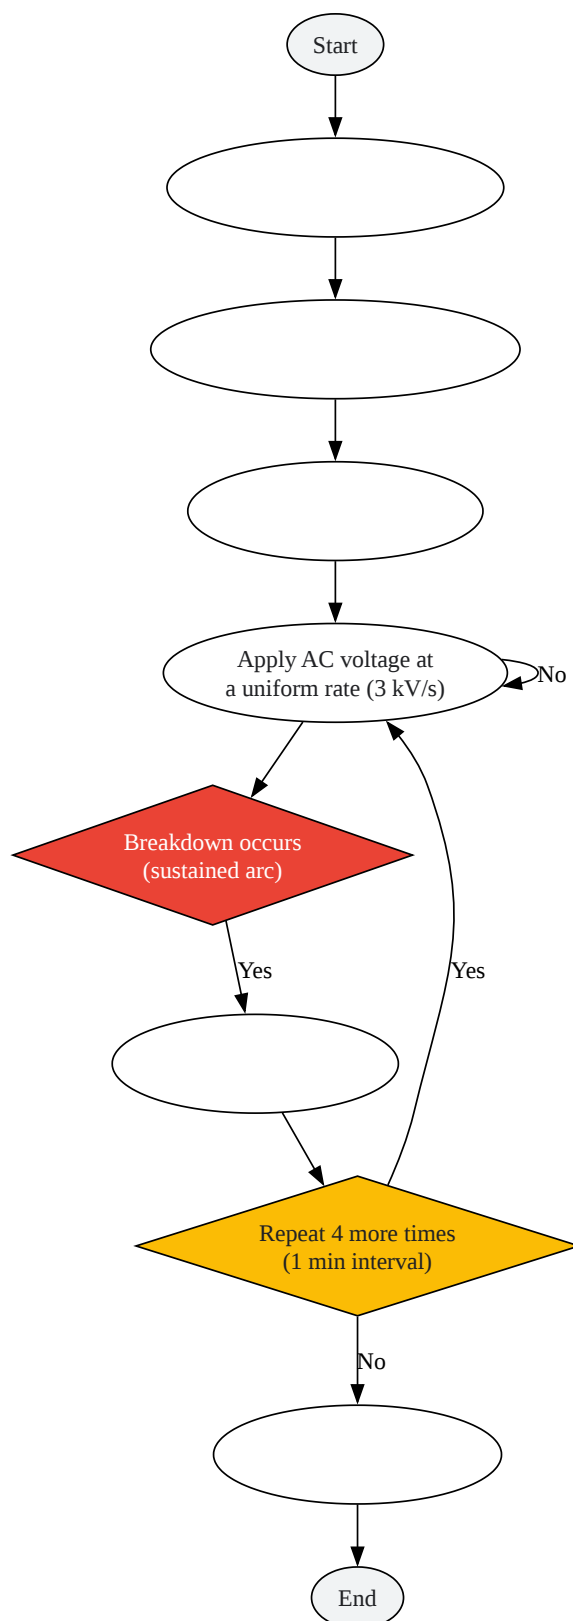 Start
Apply AC voltage at
a uniform rate (3 kV/s)
No
Breakdown occurs
(sustained arc)
Yes
Yes
Repeat 4 more times
(1 min interval)
No
End